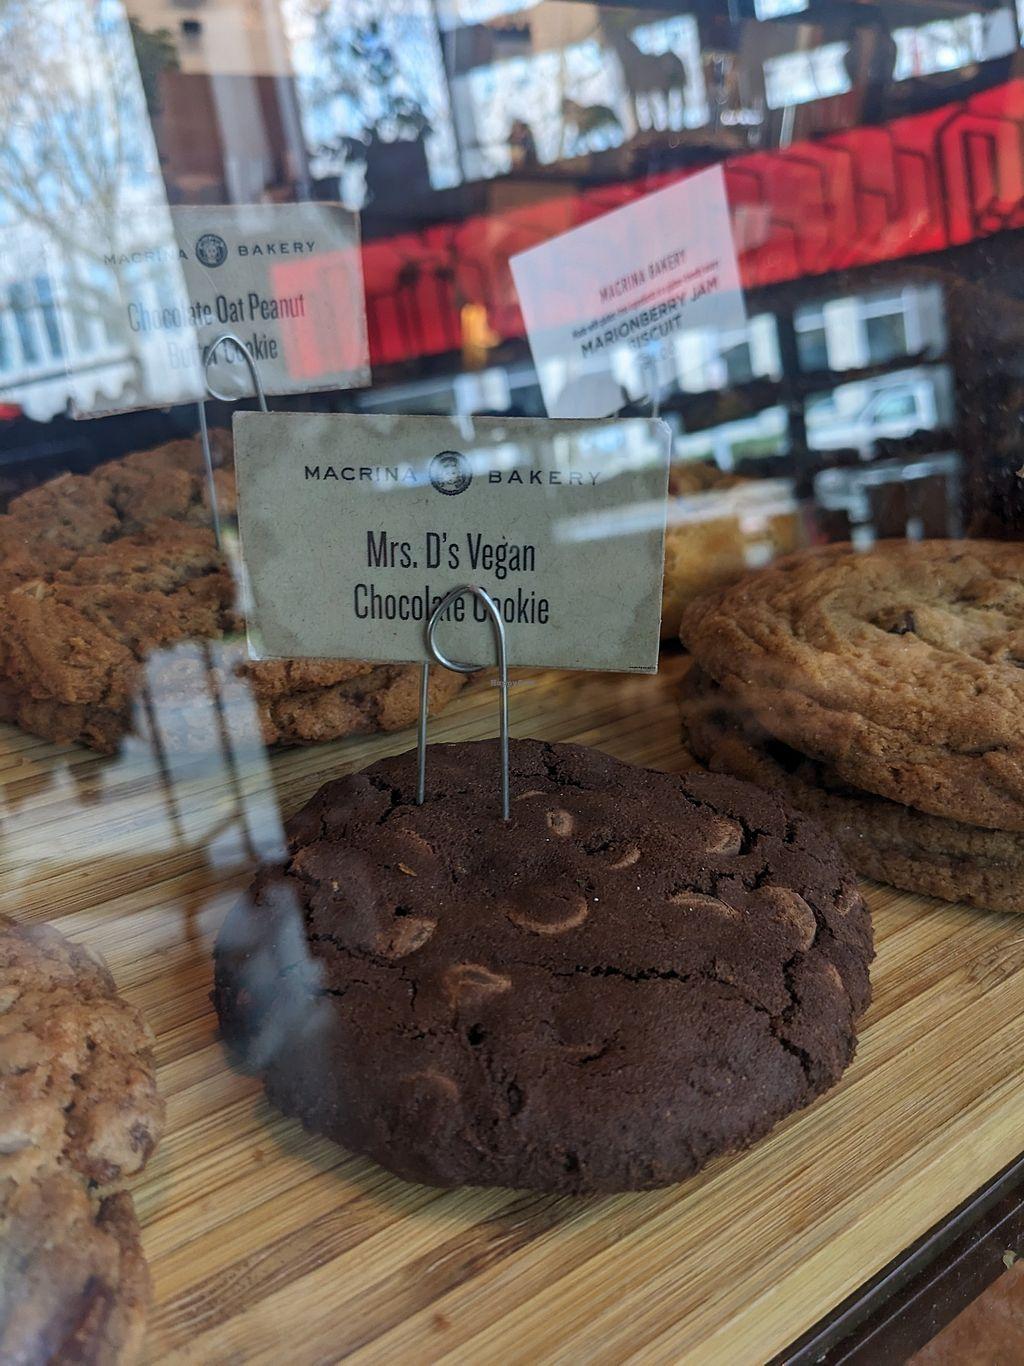 MACRINA BAKERY
Chocolate Oat Peanut
Butter Cookie
MACRINA BAKERY
MARIONBERRY JAM
BISCUIT
MACRINA BAKERY
Mrs. D's Vegan
Chocolate Cookie